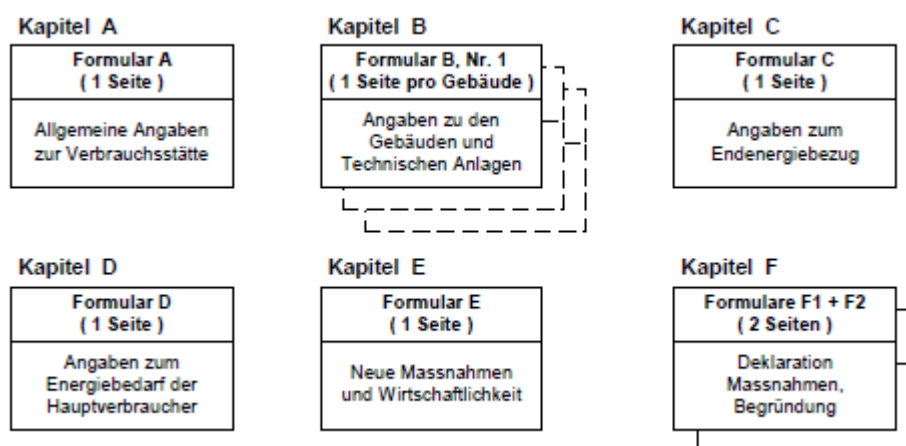 Kapitel A
Formular A
( 1 Seite )
Allgemeine Angaben
zur Verbrauchsstätte
Kapitel B
Formular B, Nr. 1
( 1 Seite pro Gebäude )
Angaben zu den
Gebäuden und
Technischen Anlagen
Kapitel C
Formular C
( 1 Seite )
Angaben zum
Endenergiebezug
Kapitel D
Formular D
( 1 Seite )
Angaben zum
Energiebedarf der
Hauptverbraucher
Kapitel E
Formular E
( 1 Seite )
Neue Massnahmen
und Wirtschaftlichkeit
Kapitel F
Formulare F1 + F2
( 2 Seiten )
Deklaration
Massnahmen,
Begründung